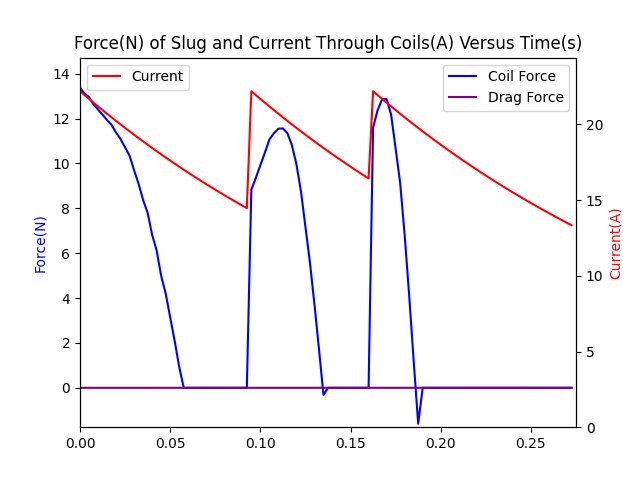 Force(N) of Slug and Current Through Coils(A) Versus Time(s)
Current
Coil Force
Drag Force
Force(N)
14
12
10
8
6
4
2
0
Current(A)
20
15
10
5
0
0.00 0.05 0.10 0.15 0.20 0.25